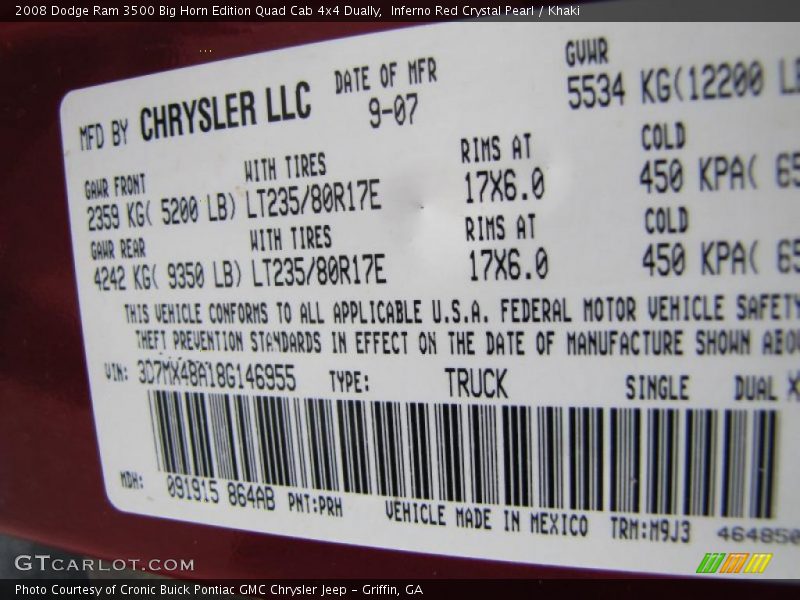 2008 Dodge Ram 3500 Big Horn Edition Quad Cab 4x4 Dually,  Inferno Red Crystal Pearl / Khaki
MFD BY CHRYSLER LLC DATE OF MFR GVWR
9-07 5534 KG(12200 LB
GAWR FRONT WITH TIRES RIMS AT COLD
2359 KG( 5200 LB) LT235/80R17E 17X6.0 450 KPA( 65
GAWR REAR WITH TIRES RIMS AT COLD
4242 KG( 9350 LB) LT235/80R17E 17X6.0 450 KPA( 65
THIS VEHICLE CONFORMS TO ALL APPLICABLE U.S.A. FEDERAL MOTOR VEHICLE SAFETY
THEFT PREVENTION STANDARDS IN EFFECT ON THE DATE OF MANUFACTURE SHOWN ABO
VIN: 3D7MX48A18G146955 TYPE: TRUCK SINGLE DUAL X
MDH: 091915 864AB PNT:PRH VEHICLE MADE IN MEXICO TRM:M9J3 464850
GTCARLOT.COM
Photo Courtesy of Cronic Buick Pontiac GMC Chrysler Jeep – Griffin, GA